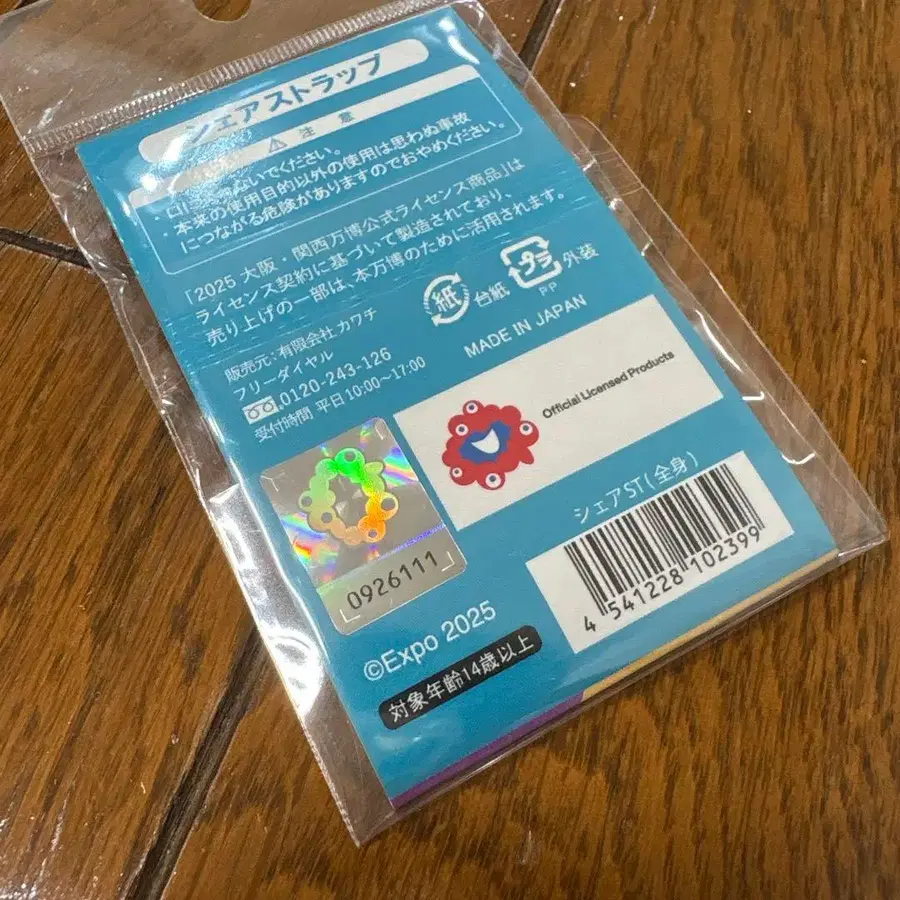 シェアストラップ
注意
ないでください。
・本来の使用目的以外の使用は思わぬ事故
につながる危険がありますのでおやめください。
「2025 大阪・関西万博公式ライセンス商品」は
ライセンス契約に基づいて製造されており、
売り上げの一部は、本万博のために活用されます。
販売元:有限会社カワチ
フリーダイヤル
0120-243-126
受付時間 平日10:00〜17:00
紙
台紙
プラ
PP
外装
MADE IN JAPAN
Official Licensed Products
0926111
シェアST(全身)
4 541228 102399
©Expo 2025
対象年齢14歳以上